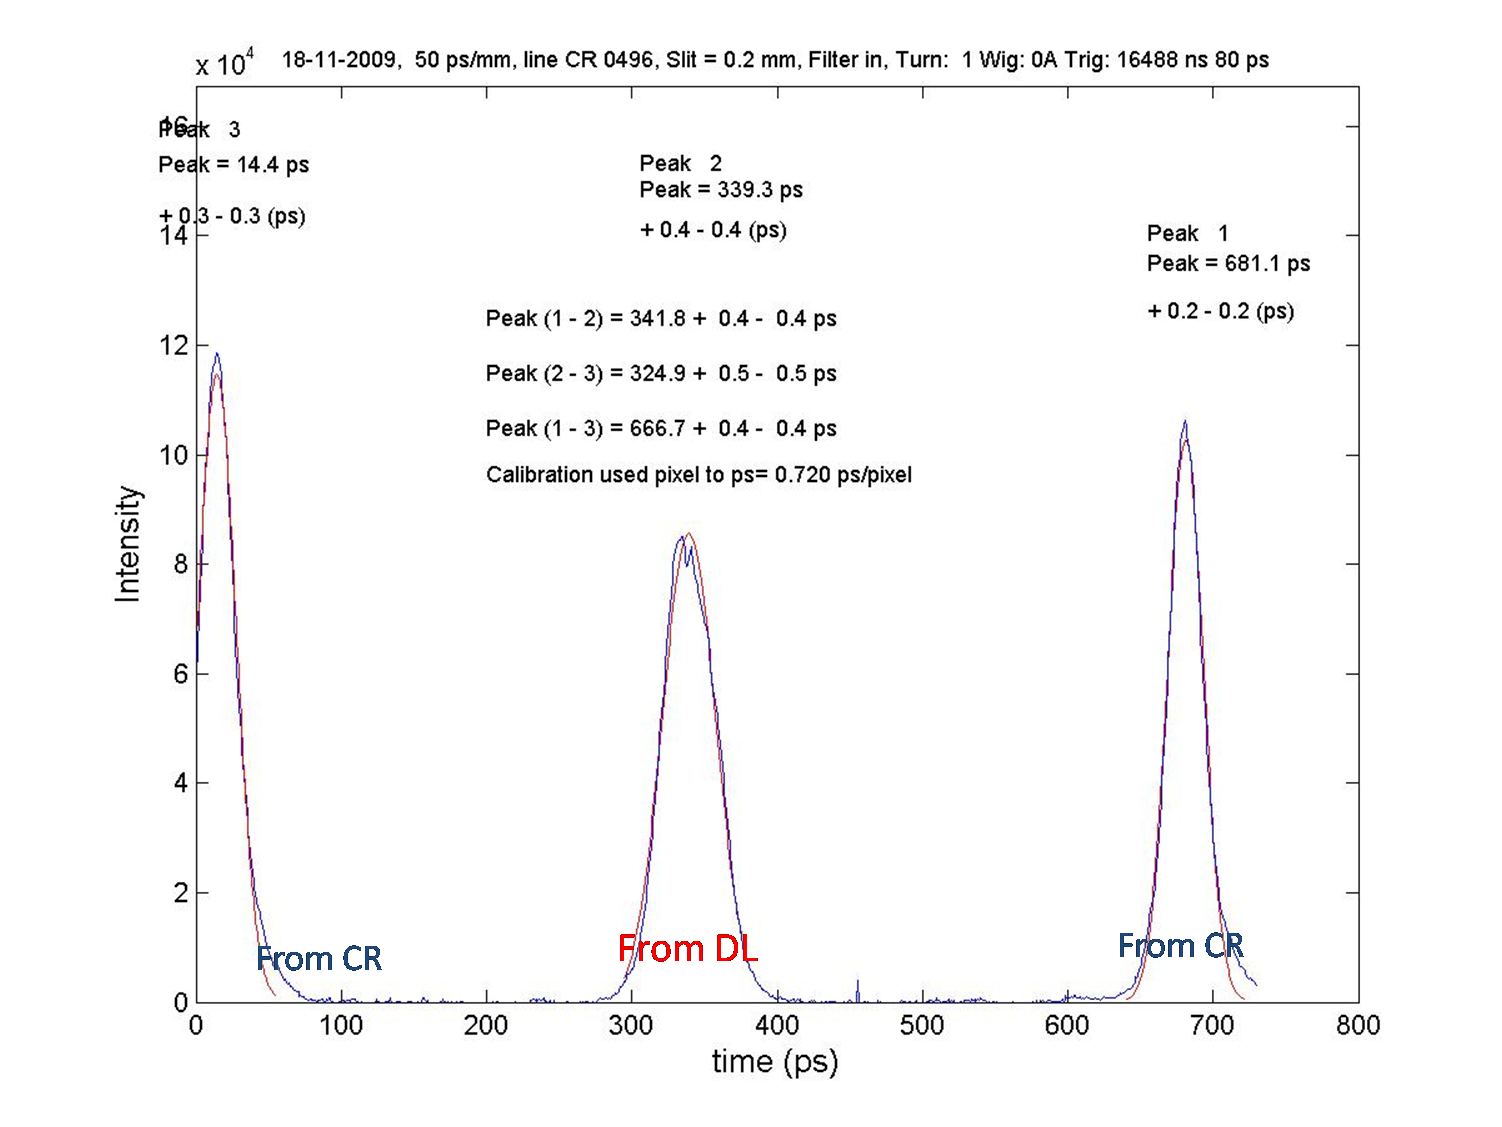 x 10^4
18-11-2009, 50 ps/mm, line CR 0496, Slit = 0.2 mm, Filter in, Turn: 1 Wig: 0A Trig: 16488 ns 80 ps
16
Peak 3
Peak = 14.4 ps
+ 0.3 - 0.3 (ps)
Peak 2
Peak = 339.3 ps
+ 0.4 - 0.4 (ps)
Peak 1
Peak = 681.1 ps
+ 0.2 - 0.2 (ps)
Peak (1 - 2) = 341.8 + 0.4 - 0.4 ps
Peak (2 - 3) = 324.9 + 0.5 - 0.5 ps
Peak (1 - 3) = 666.7 + 0.4 - 0.4 ps
Calibration used pixel to ps= 0.720 ps/pixel
14
12
10
8
6
4
2
0
Intensity
From CR
From DL
From CR
0 100 200 300 400 500 600 700 800
time (ps)